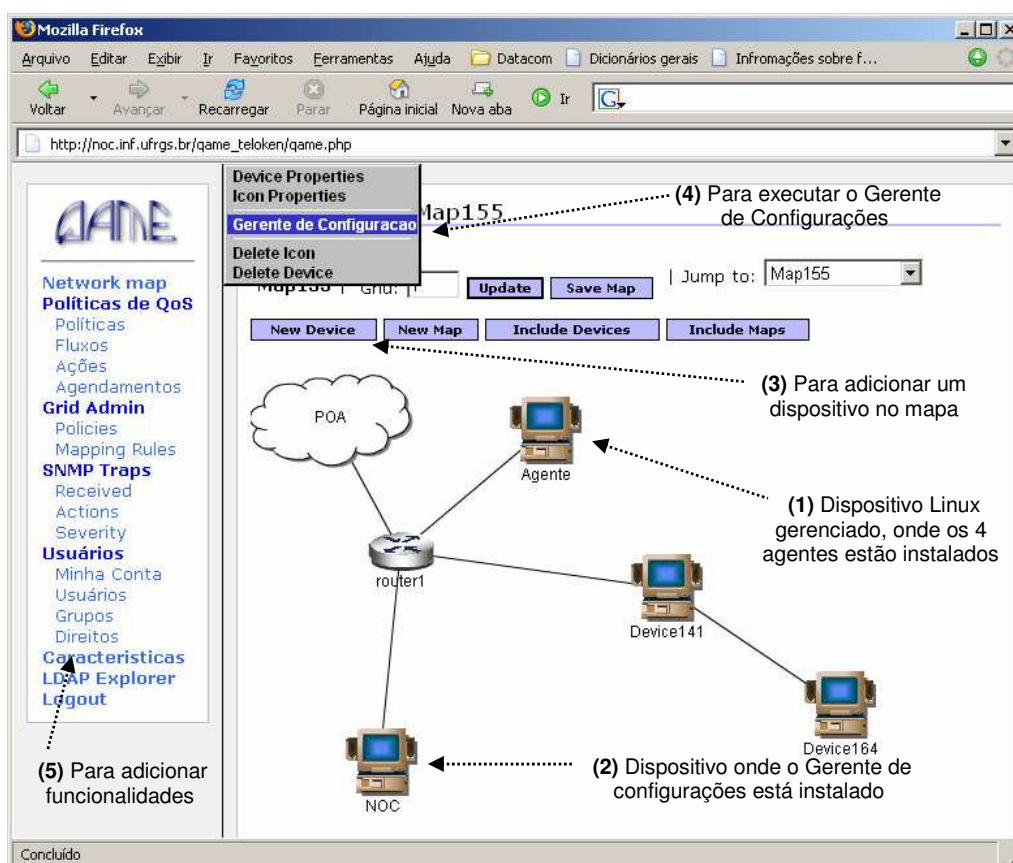 Mozilla Firefox
Arquivo Editar Exibir Ir Favoritos Ferramentas Ajuda Datacom Dicionários gerais Infromações sobre f...
Voltar Avançar Recarregar Parar Página inicial Nova aba Ir G
http://noc.inf.ufrgs.br/qame_teloken/qame.php
QAME
Network map
Políticas de QoS
Políticas
Fluxos
Ações
Agendamentos
Grid Admin
Policies
Mapping Rules
SNMP Traps
Received
Actions
Severity
Usuários
Minha Conta
Usuários
Grupos
Direitos
Caracteristicas
LDAP Explorer
Logout
(5) Para adicionar
funcionalidades
Device Properties
Icon Properties
Gerente de Configuracao
Delete Icon
Delete Device
Map155
(4) Para executar o Gerente
de Configurações
Map155 | Grid: Update Save Map | Jump to: Map155
New Device New Map Include Devices Include Maps
(3) Para adicionar um
dispositivo no mapa
POA
Agente
(1) Dispositivo Linux
gerenciado, onde os 4
agentes estão instalados
router1
Device141
Device164
NOC
(2) Dispositivo onde o Gerente de
configurações está instalado
Concluído